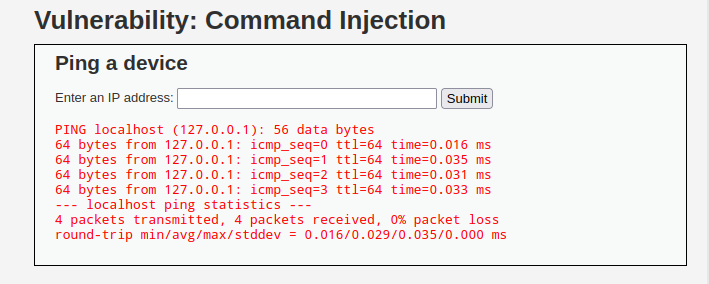 Vulnerability: Command Injection
Ping a device
Enter an IP address: Submit
PING localhost (127.0.0.1): 56 data bytes
64 bytes from 127.0.0.1: icmp_seq=0 ttl=64 time=0.016 ms
64 bytes from 127.0.0.1: icmp_seq=1 ttl=64 time=0.035 ms
64 bytes from 127.0.0.1: icmp_seq=2 ttl=64 time=0.031 ms
64 bytes from 127.0.0.1: icmp_seq=3 ttl=64 time=0.033 ms
--- localhost ping statistics ---
4 packets transmitted, 4 packets received, 0% packet loss
round-trip min/avg/max/stddev = 0.016/0.029/0.035/0.000 ms